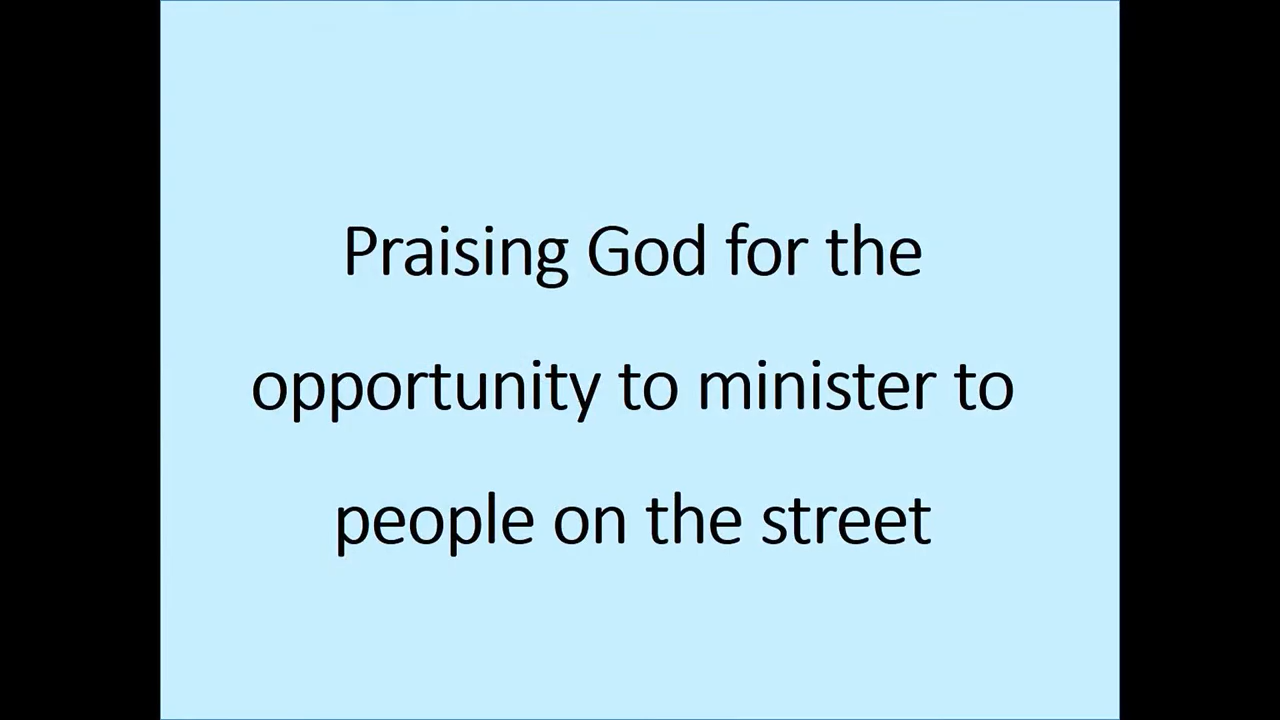 Praising God for the
opportunity to minister to
people on the street